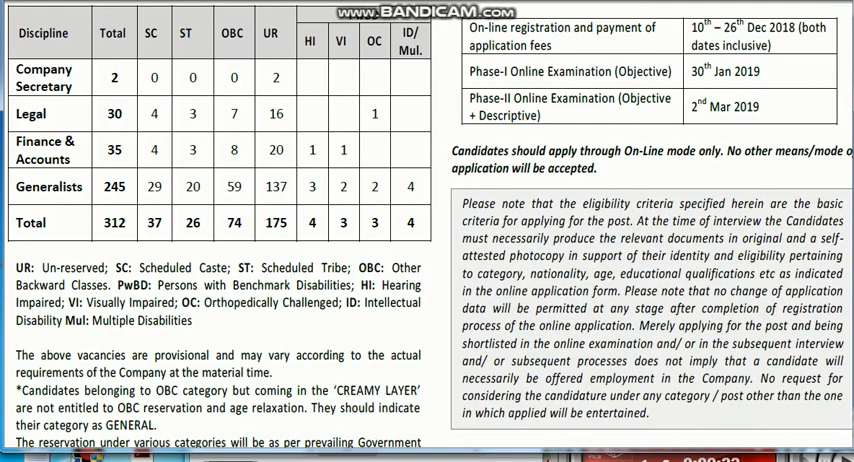 www.BANDICAM.com
Discipline Total SC ST OBC UR HI VI OC ID/ Mul.
Company Secretary 2 0 0 0 2
Legal 30 4 3 7 16 1
Finance & Accounts 35 4 3 8 20 1 1
Generalists 245 29 20 59 137 3 2 2 4
Total 312 37 26 74 175 4 3 3 4
UR: Un-reserved; SC: Scheduled Caste; ST: Scheduled Tribe; OBC: Other
Backward Classes. PwBD: Persons with Benchmark Disabilities; HI: Hearing
Impaired; VI: Visually Impaired; OC: Orthopedically Challenged; ID: Intellectual
Disability Mul: Multiple Disabilities
The above vacancies are provisional and may vary according to the actual
requirements of the Company at the material time.
*Candidates belonging to OBC category but coming in the ‘CREAMY LAYER’
are not entitled to OBC reservation and age relaxation. They should indicate
their category as GENERAL.
The reservation under various categories will be as per prevailing Government
On-line registration and payment of application fees 10th – 26th Dec 2018 (both dates inclusive)
Phase-I Online Examination (Objective) 30th Jan 2019
Phase-II Online Examination (Objective + Descriptive) 2nd Mar 2019
Candidates should apply through On-Line mode only. No other means/mode o
application will be accepted.
Please note that the eligibility criteria specified herein are the basic
criteria for applying for the post. At the time of interview the Candidates
must necessarily produce the relevant documents in original and a self-
attested photocopy in support of their identity and eligibility pertaining
to category, nationality, age, educational qualifications etc as indicated
in the online application form. Please note that no change of application
data will be permitted at any stage after completion of registration
process of the online application. Merely applying for the post and being
shortlisted in the online examination and/ or in the subsequent interview
and/ or subsequent processes does not imply that a candidate will
necessarily be offered employment in the Company. No request for
considering the candidature under any category / post other than the one
in which applied will be entertained.